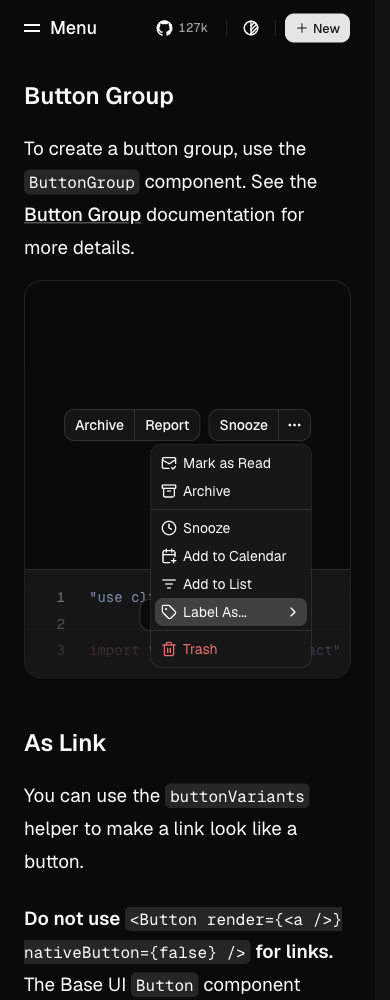 Menu
127k
New
Button Group
To create a button group, use the
ButtonGroup component. See the
Button Group documentation for
more details.
Archive
Report
Snooze
Mark as Read
Archive
Snooze
Add to Calendar
Add to List
Label As...
Trash
1 "use cl
2
3 import act"
As Link
You can use the buttonVariants
helper to make a link look like a
button.
Do not use <Button render={<a />}
nativeButton={false} /> for links.
The Base UI Button component